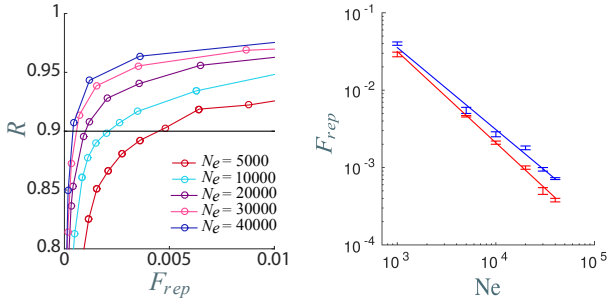 1
0.95
0.9
0.85
0.8
R
0
0.005
0.01
F_rep
Ne = 5000
Ne = 10000
Ne = 20000
Ne = 30000
Ne = 40000
10^-1
10^-2
10^-3
10^-4
F_rep
10^3
10^4
10^5
Ne